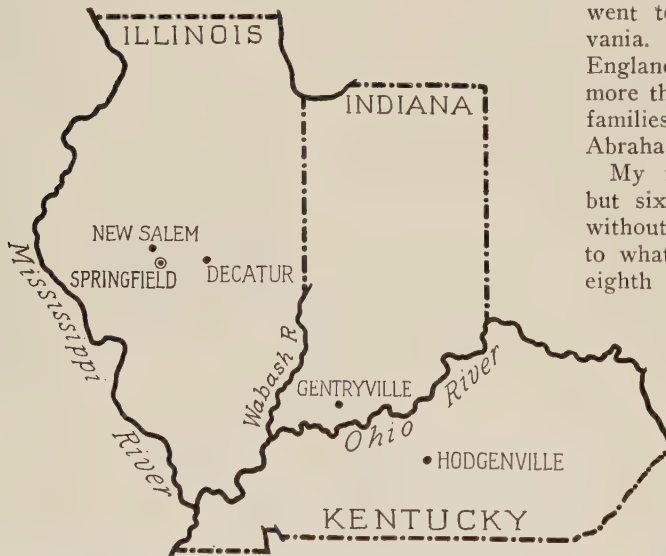 ILLINOIS
INDIANA
NEW SALEM
SPRINGFIELD
DECATUR
Mississippi
River
Wabash R
GENTRYVILLE
Ohio
River
HODGENVILLE
KENTUCKY
went to
vania.
England
more th
families
Abraha
My
but six
without
to what
eighth